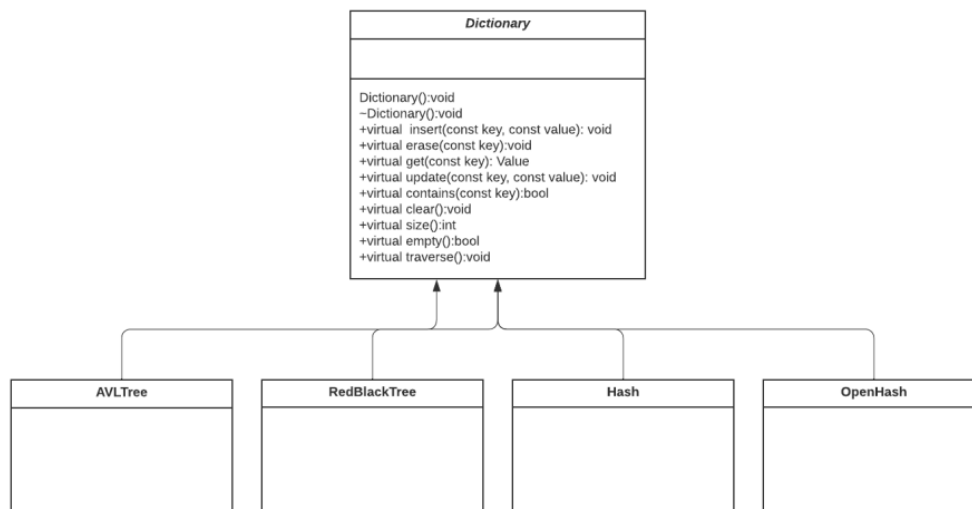 Dictionary
Dictionary():void
~Dictionary():void
+virtual insert(const key, const value): void
+virtual erase(const key):void
+virtual get(const key): Value
+virtual update(const key, const value): void
+virtual contains(const key):bool
+virtual clear():void
+virtual size():int
+virtual empty():bool
+virtual traverse():void
AVLTree
RedBlackTree
Hash
OpenHash